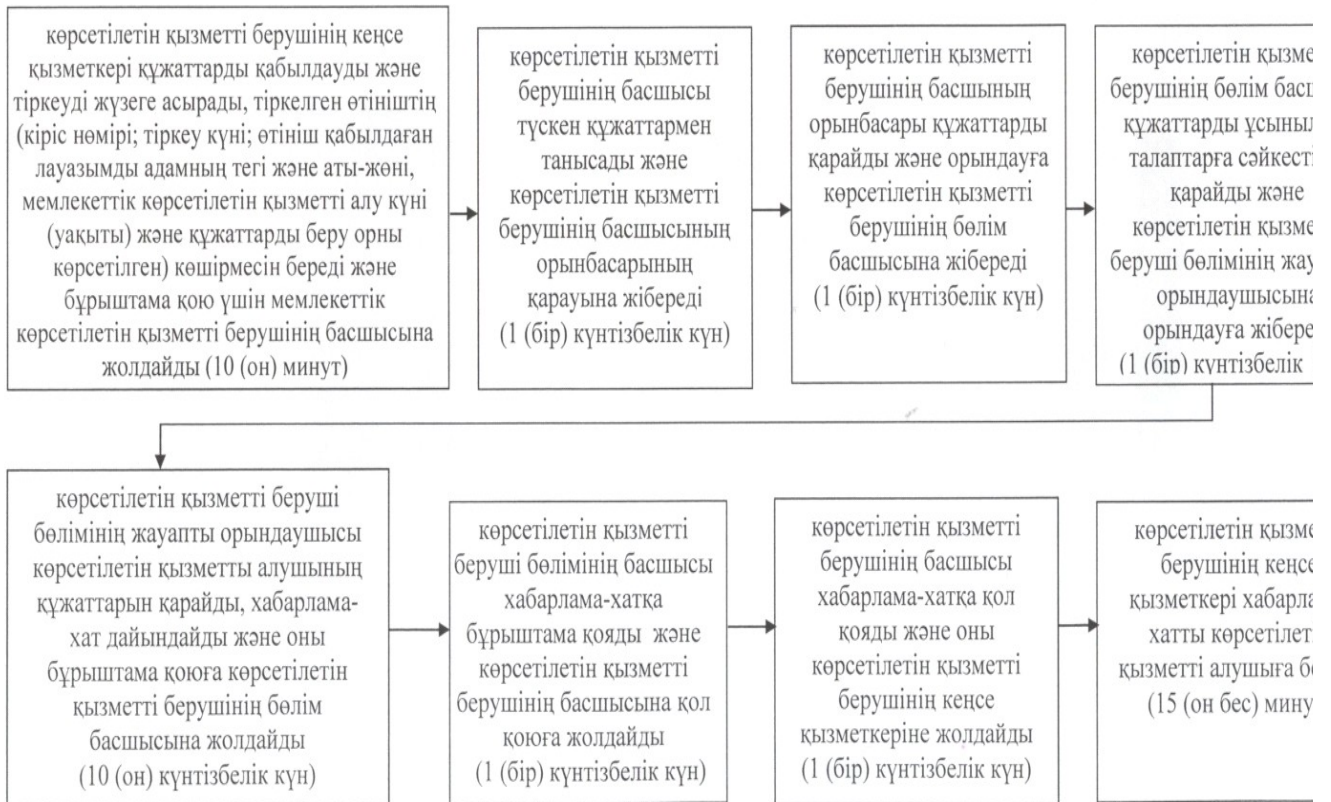 көрсетілетін қызметті берушінің кеңсе
қызметкері құжаттарды қабылдауды және
тіркеуді жүзеге асырады, тіркелген өтініштің
(кіріс нөмірі; тіркеу күні; өтініш қабылдаған
лауазымды адамның тегі және аты-жөні,
мемлекеттік көрсетілетін қызметті алу күні
(уақыты) және құжаттарды беру орны
көрсетілген) көшірмесін береді және
бұрыштама қою үшін мемлекеттік
көрсетілетін қызметті берушінің басшысына
жолдайды (10 (он) минут)
көрсетілетін қызметті
берушінің басшысы
түскен құжаттармен
танысады және
көрсетілетін қызметті
берушінің басшысының
орынбасарының
қарауына жібереді
(1 (бір) күнтізбелік күн)
көрсетілетін қызметті
берушінің басшының
орынбасары құжаттарды
қарайды және орындауға
көрсетілетін қызметті
берушінің бөлім
басшысына жібереді
(1 (бір) күнтізбелік күн)
көрсетілетін
берушінің бөлім
құжаттарды
талаптарға
қарайды және
көрсетілетін
беруші бөлімінің
орындаушысына
орындауға
(1 (бір) күнтізбелік
көрсетілетін қызметті беруші
бөлімінің жауапты орындаушысы
көрсетілетін қызметты алушының
құжаттарын қарайды, хабарлама-
хат дайындайды және оны
бұрыштама қоюға көрсетілетін
қызметті берушінің бөлім
басшысына жолдайды
(10 (он) күнтізбелік күн)
көрсетілетін қызметті
беруші бөлімінің басшысы
хабарлама-хатқа
бұрыштама қояды және
көрсетілетін қызметті
берушінің басшысына қол
қоюға жолдайды
(1 (бір) күнтізбелік күн)
көрсетілетін қызметті
берушінің басшысы
хабарлама-хатқа қол
қояды және оны
көрсетілетін қызметті
берушінің кеңсе
қызметкеріне жолдайды
(1 (бір) күнтізбелік күн)
көрсетілетін
берушінің кеңсе
қызметкері
хатты
қызметті алушыға
(15 (он бес)